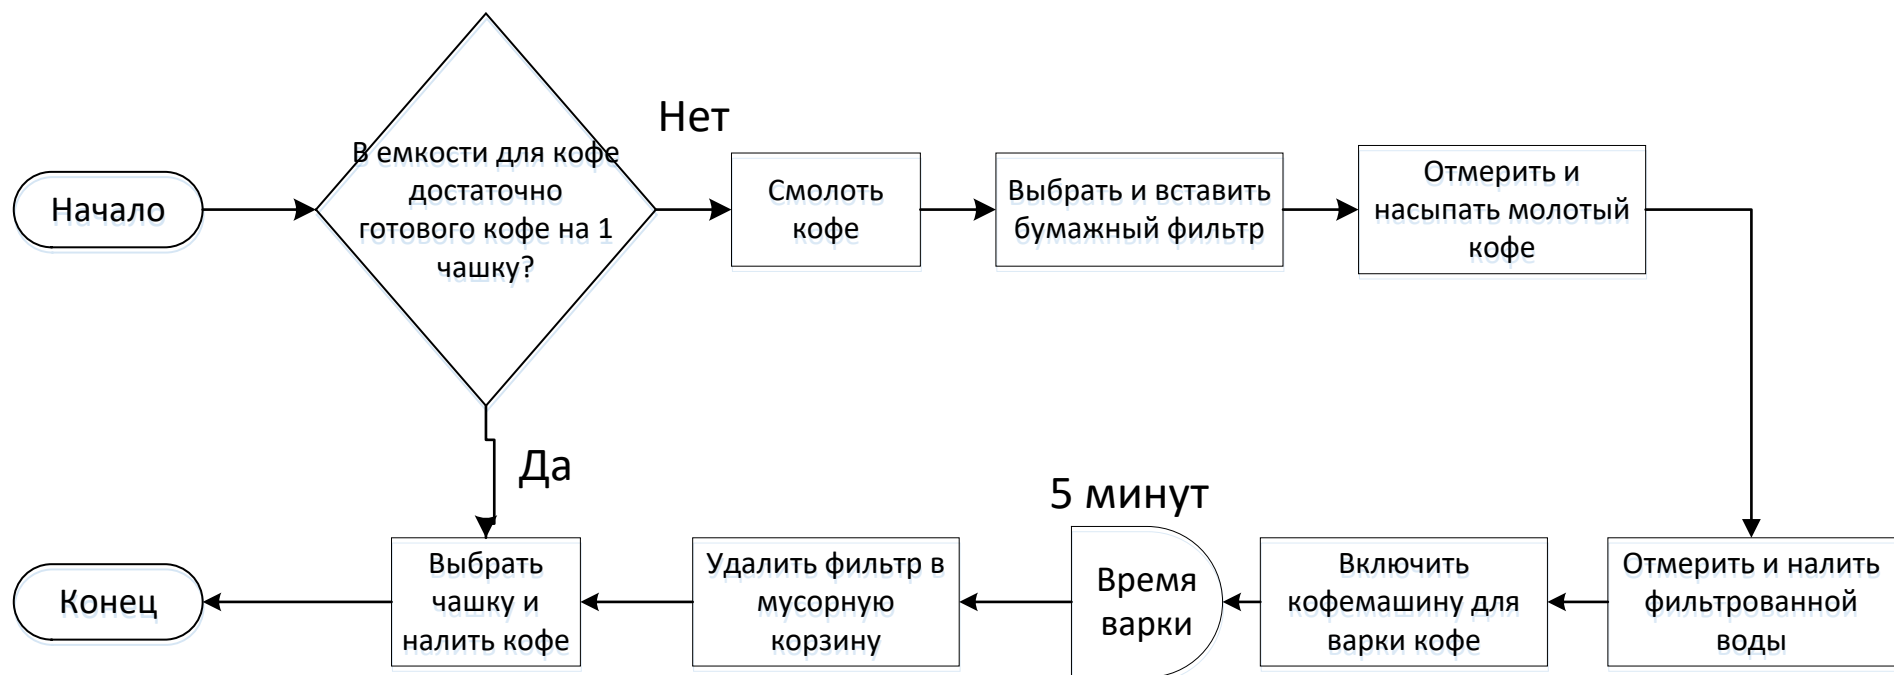 Начало
В емкости для кофе
достаточно
готового кофе на 1
чашку?
Нет
Смолоть
кофе
Выбрать и вставить
бумажный фильтр
Отмерить и
насыпать молотый
кофе
Да
5 минут
Конец
Выбрать
чашку и
налить кофе
Удалить фильтр в
мусорную
корзину
Время
варки
Включить
кофемашину для
варки кофе
Отмерить и налить
фильтрованной
воды